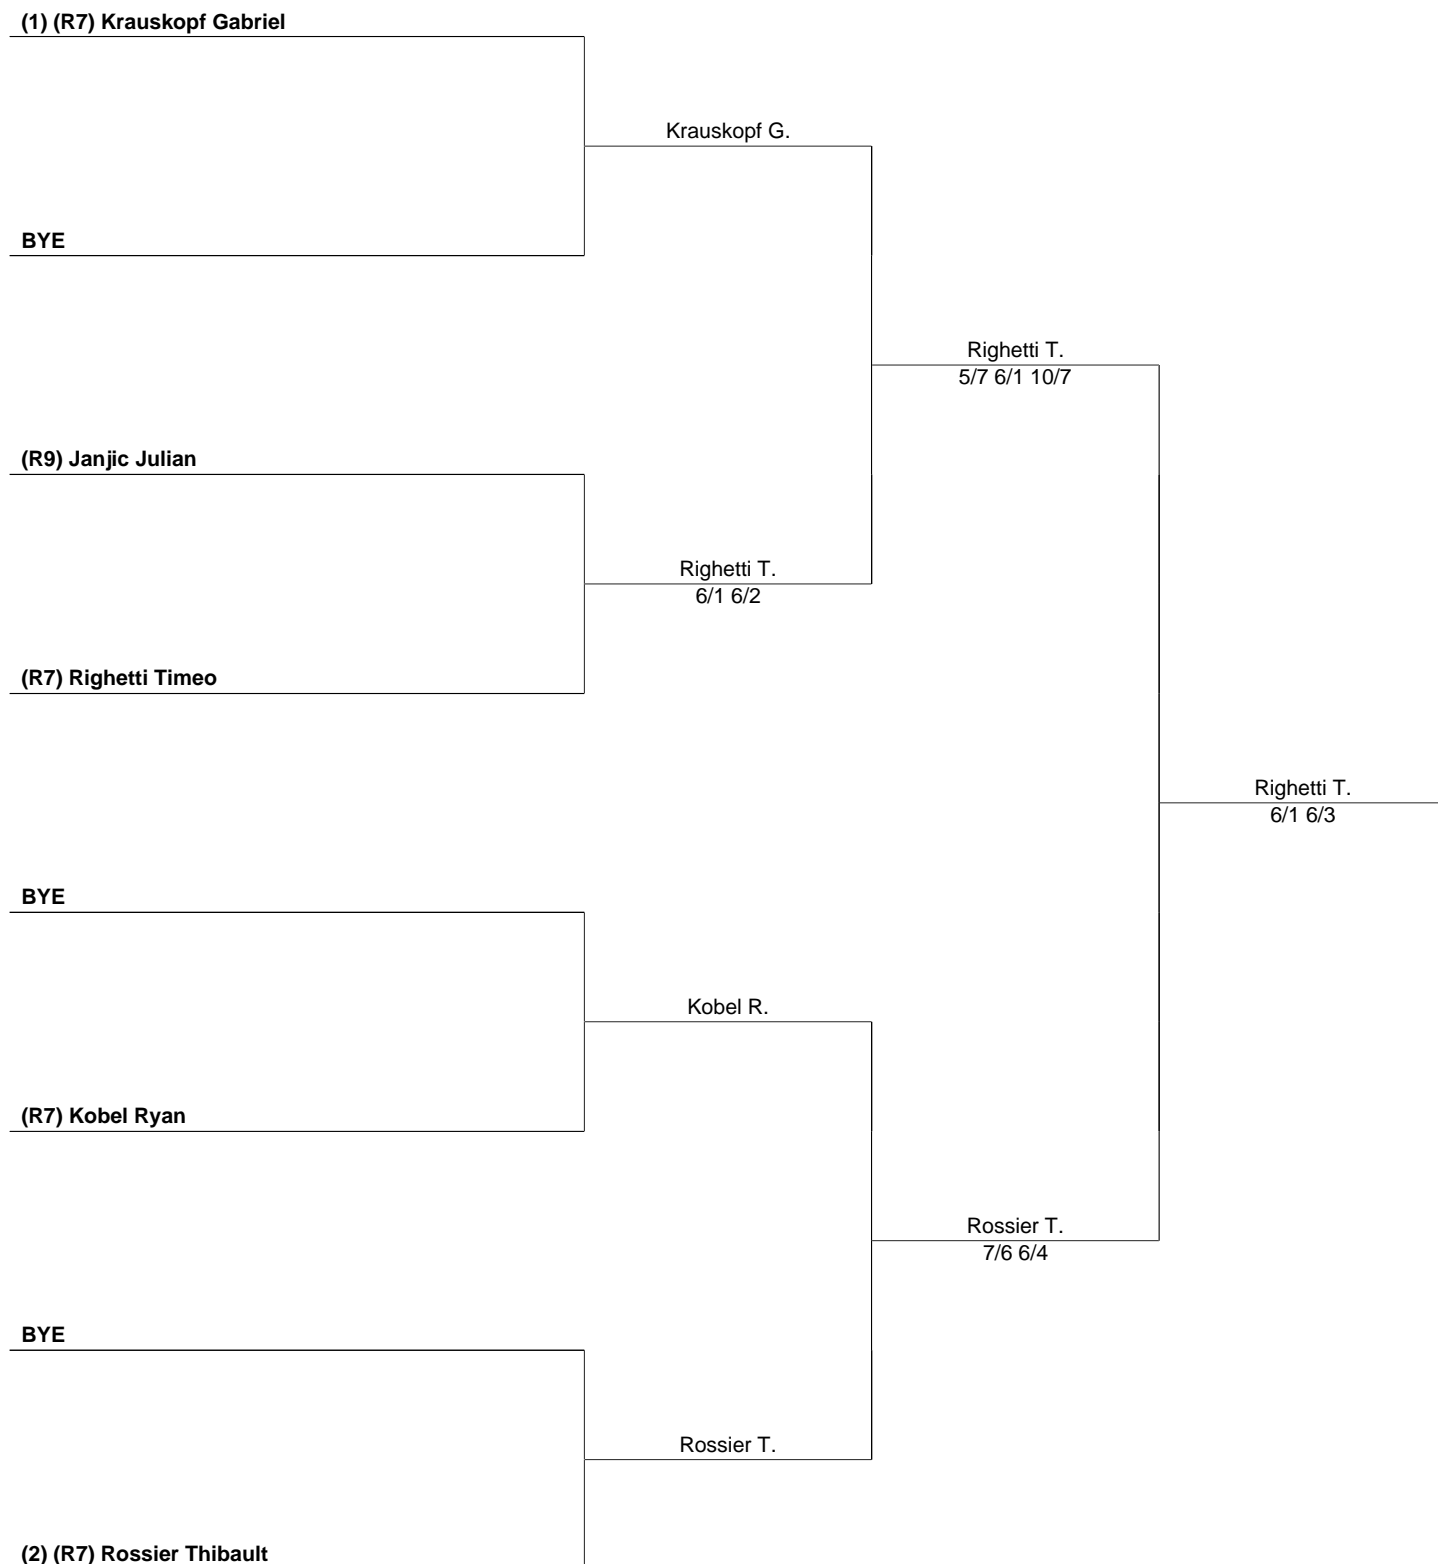 (1) (R7) Krauskopf Gabriel
Krauskopf G.
BYE
Righetti T.
5/7 6/1 10/7
(R9) Janjic Julian
Righetti T.
6/1 6/2
(R7) Righetti Timeo
Righetti T.
6/1 6/3
BYE
Kobel R.
(R7) Kobel Ryan
Rossier T.
7/6 6/4
BYE
Rossier T.
(2) (R7) Rossier Thibault